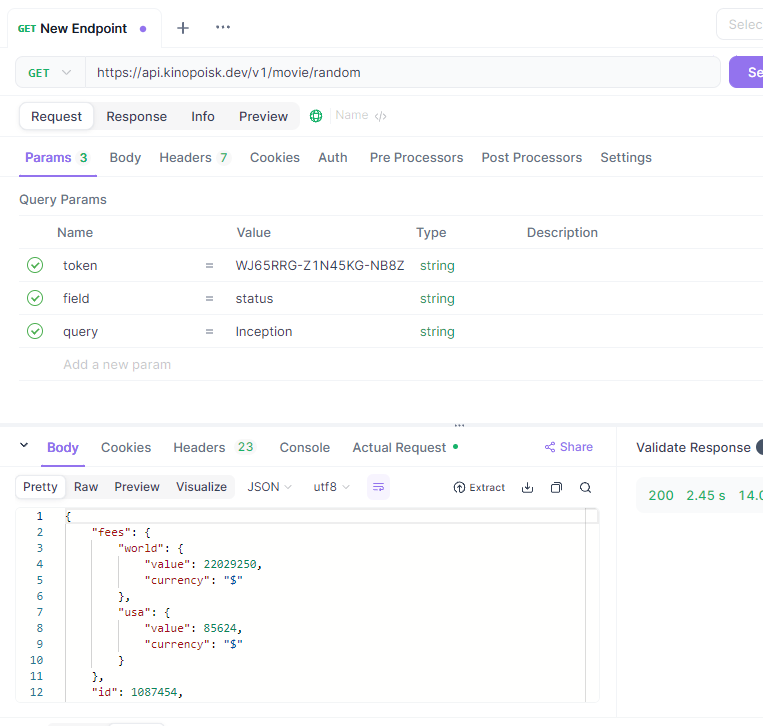 GET New Endpoint
Selec
GET https://api.kinopoisk.dev/v1/movie/random Se
Request Response Info Preview Name </>
Params 3 Body Headers 7 Cookies Auth Pre Processors Post Processors Settings
Query Params
Name Value Type Description
token = WJ65RRG-Z1N45KG-NB8Z string
field = status string
query = Inception string
Add a new param
Body Cookies Headers 23 Console Actual Request Share Validate Response
Pretty Raw Preview Visualize JSON utf8 Extract
200 2.45 s 14.0
1 {
2 "fees": {
3 "world": {
4 "value": 22029250,
5 "currency": "$"
6 },
7 "usa": {
8 "value": 85624,
9 "currency": "$"
10 }
11 },
12 "id": 1087454,